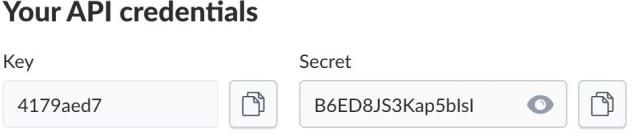 Your API credentials
Key
Secret
4179aed7
B6ED8JS3Kap5blsl